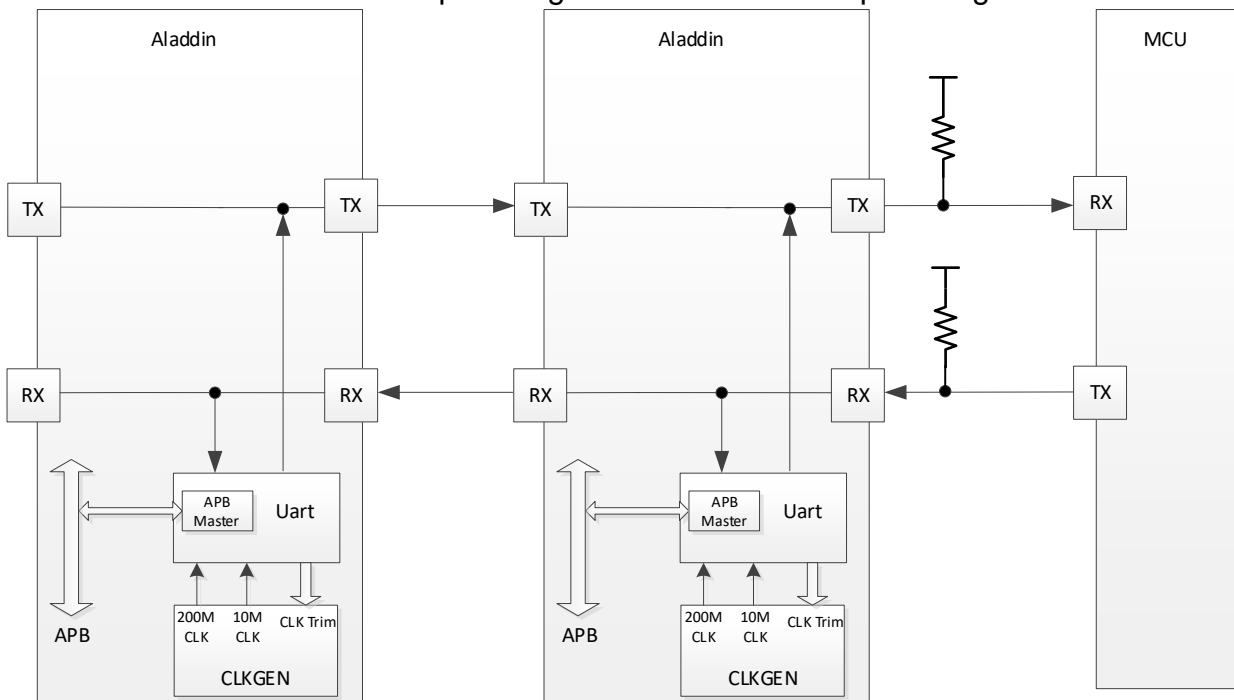 Aladdin
Aladdin
MCU
TX
TX
TX
TX
RX
RX
RX
RX
RX
TX
APB
Master
Uart
APB
Master
Uart
200M
CLK
10M
CLK
CLK Trim
200M
CLK
10M
CLK
CLK Trim
APB
APB
CLKGEN
CLKGEN